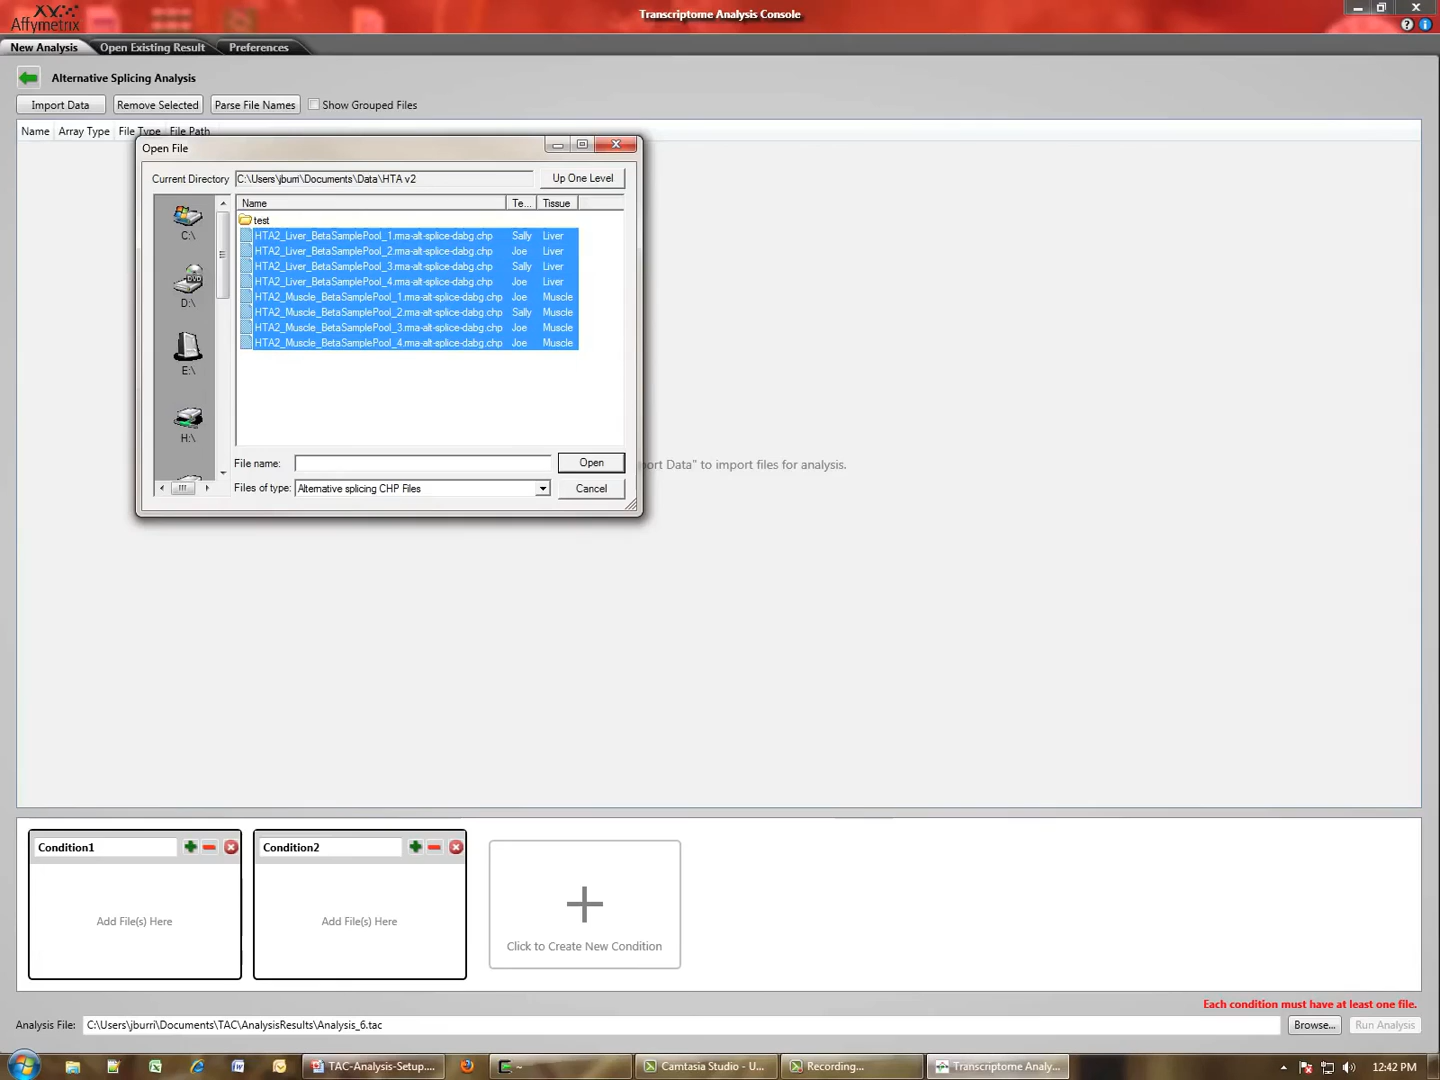 Affymetrix
Transcriptome Analysis Console
New Analysis
Open Existing Result
Preferences
Alternative Splicing Analysis
Import Data
Remove Selected
Parse File Names
Show Grouped Files
Name
Array Type
File Type
File Path
Open File
Current Directory
C:\Users\jburri\Documents\Data\HTA v2
Up One Level
Name
Te...
Tissue
C:\
D:\
E:\
H:\
test
HTA2_Liver_BetaSamplePool_1.rma-alt-splice-dabg.chp Sally Liver
HTA2_Liver_BetaSamplePool_2.rma-alt-splice-dabg.chp Joe Liver
HTA2_Liver_BetaSamplePool_3.rma-alt-splice-dabg.chp Sally Liver
HTA2_Liver_BetaSamplePool_4.rma-alt-splice-dabg.chp Joe Liver
HTA2_Muscle_BetaSamplePool_1.rma-alt-splice-dabg.chp Joe Muscle
HTA2_Muscle_BetaSamplePool_2.rma-alt-splice-dabg.chp Sally Muscle
HTA2_Muscle_BetaSamplePool_3.rma-alt-splice-dabg.chp Joe Muscle
HTA2_Muscle_BetaSamplePool_4.rma-alt-splice-dabg.chp Joe Muscle
File name:
Open
Files of type:
Alternative splicing CHP Files
Cancel
Data" to import files for analysis.
Condition1
Add File(s) Here
Condition2
Add File(s) Here
Click to Create New Condition
Each condition must have at least one file.
Analysis File:
C:\Users\jburri\Documents\TAC\AnalysisResults\Analysis_6.tac
Browse...
Run Analysis
TAC-Analysis-Setup....
~
Camtasia Studio - U...
Recording...
Transcriptome Analy...
12:42 PM